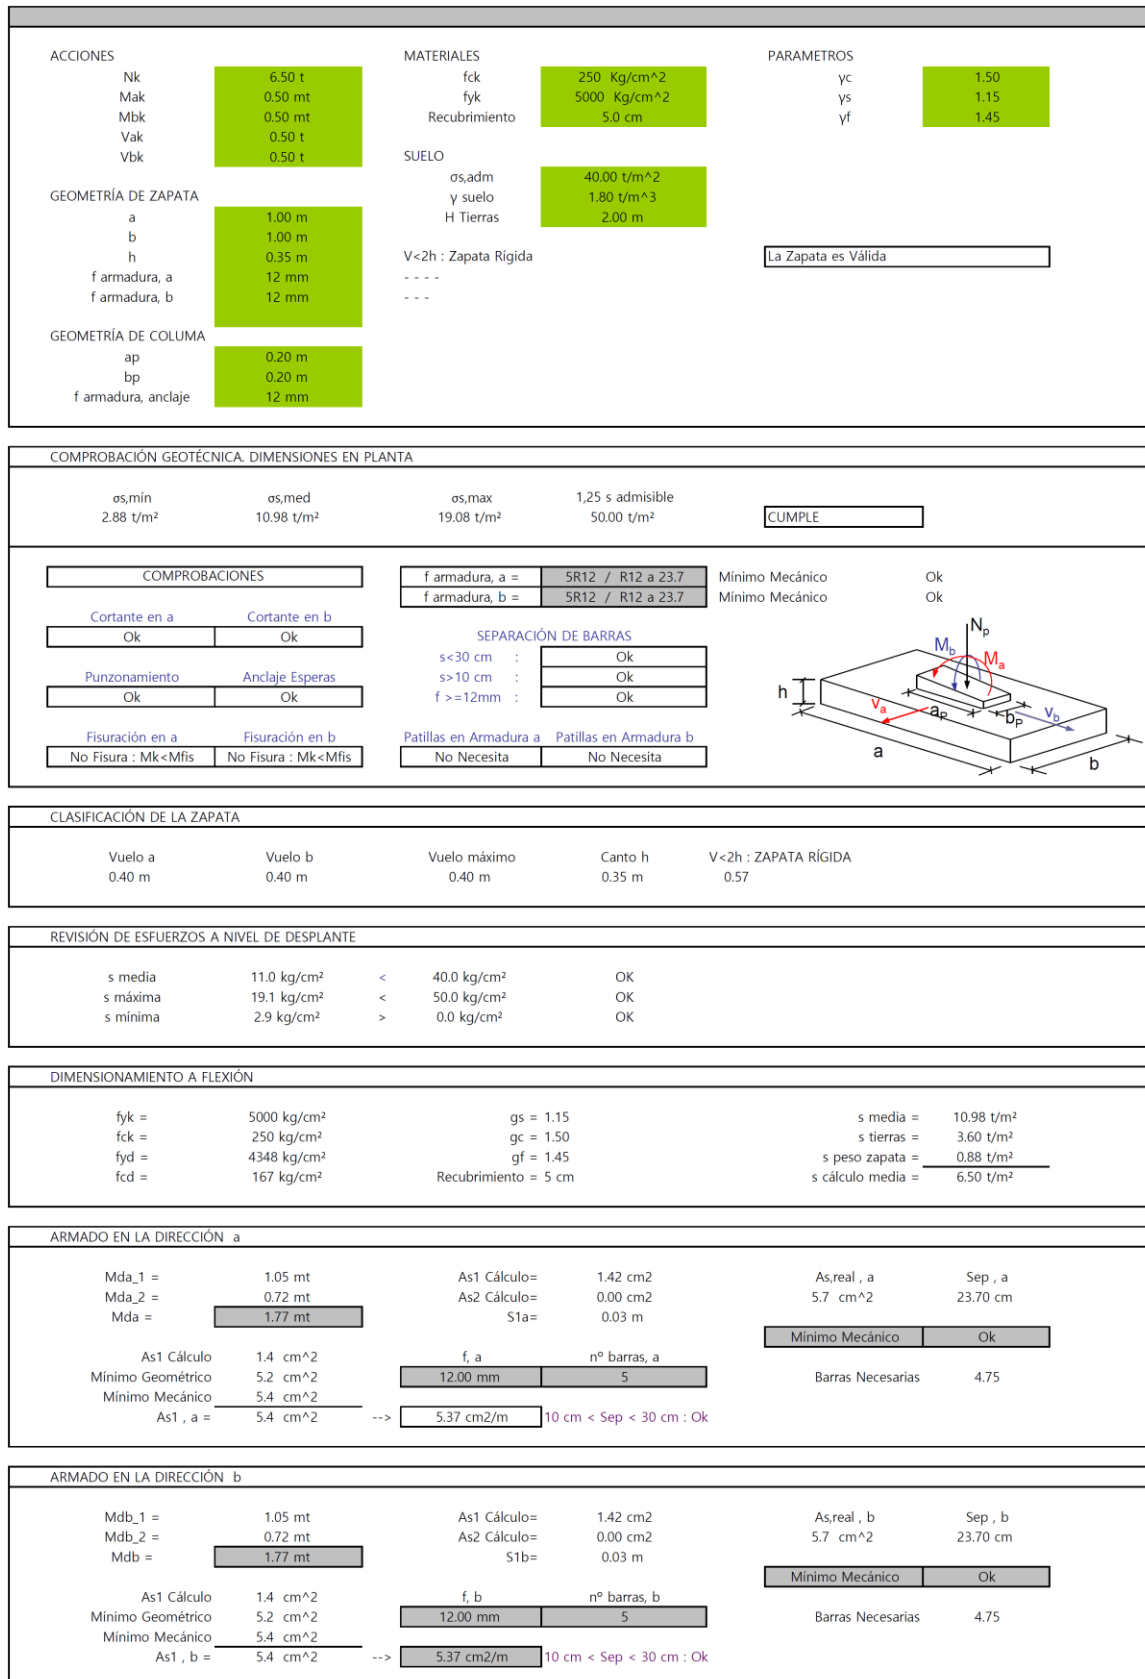 ACCIONES MATERIALES PARAMETROS
Nk 6.50 t fck 250 Kg/cm^2 γc 1.50
Mak 0.50 mt fyk 5000 Kg/cm^2 γs 1.15
Mbk 0.50 mt Recubrimiento 5.0 cm γf 1.45
Vak 0.50 t
Vbk 0.50 t SUELO
σs,adm 40.00 t/m^2
GEOMETRÍA DE ZAPATA γ suelo 1.80 t/m^3
a 1.00 m H Tierras 2.00 m
b 1.00 m
h 0.35 m V<2h : Zapata Rígida La Zapata es Válida
f armadura, a 12 mm - - - -
f armadura, b 12 mm - - -
GEOMETRÍA DE COLUMA
ap 0.20 m
bp 0.20 m
f armadura, anclaje 12 mm
COMPROBACIÓN GEOTÉCNICA. DIMENSIONES EN PLANTA
σs,mín σs,med σs,max 1,25 s admisible
2.88 t/m² 10.98 t/m² 19.08 t/m² 50.00 t/m² CUMPLE
COMPROBACIONES f armadura, a = 5R12 / R12 a 23.7 Mínimo Mecánico Ok
f armadura, b = 5R12 / R12 a 23.7 Mínimo Mecánico Ok
Cortante en a Cortante en b
Ok Ok SEPARACIÓN DE BARRAS
s<30 cm : Ok
Punzonamiento Anclaje Esperas s>10 cm : Ok
Ok Ok f >=12mm : Ok
Fisuración en a Fisuración en b Patillas en Armadura a Patillas en Armadura b
No Fisura : Mk<Mfis No Fisura : Mk<Mfis No Necesita No Necesita
Np
Mb Ma
h
va ap bp vb
a b
CLASIFICACIÓN DE LA ZAPATA
Vuelo a Vuelo b Vuelo máximo Canto h V<2h : ZAPATA RÍGIDA
0.40 m 0.40 m 0.40 m 0.35 m 0.57
REVISIÓN DE ESFUERZOS A NIVEL DE DESPLANTE
s media 11.0 kg/cm² < 40.0 kg/cm² OK
s máxima 19.1 kg/cm² < 50.0 kg/cm² OK
s mínima 2.9 kg/cm² > 0.0 kg/cm² OK
DIMENSIONAMIENTO A FLEXIÓN
fyk = 5000 kg/cm² gs = 1.15 s media = 10.98 t/m²
fck = 250 kg/cm² gc = 1.50 s tierras = 3.60 t/m²
fyd = 4348 kg/cm² gf = 1.45 s peso zapata = 0.88 t/m²
fcd = 167 kg/cm² Recubrimiento = 5 cm s cálculo media = 6.50 t/m²
ARMADO EN LA DIRECCIÓN a
Mda_1 = 1.05 mt As1 Cálculo= 1.42 cm2 As,real , a Sep , a
Mda_2 = 0.72 mt As2 Cálculo= 0.00 cm2 5.7 cm^2 23.70 cm
Mda = 1.77 mt S1a= 0.03 m
Mínimo Mecánico Ok
As1 Cálculo 1.4 cm^2 f, a nº barras, a
Mínimo Geométrico 5.2 cm^2 12.00 mm 5 Barras Necesarias 4.75
Mínimo Mecánico 5.4 cm^2
As1 , a = 5.4 cm^2 --> 5.37 cm2/m 10 cm < Sep < 30 cm : Ok
ARMADO EN LA DIRECCIÓN b
Mdb_1 = 1.05 mt As1 Cálculo= 1.42 cm2 As,real , b Sep , b
Mdb_2 = 0.72 mt As2 Cálculo= 0.00 cm2 5.7 cm^2 23.70 cm
Mdb = 1.77 mt S1b= 0.03 m
Mínimo Mecánico Ok
As1 Cálculo 1.4 cm^2 f, b nº barras, b
Mínimo Geométrico 5.2 cm^2 12.00 mm 5 Barras Necesarias 4.75
Mínimo Mecánico 5.4 cm^2
As1 , b = 5.4 cm^2 --> 5.37 cm2/m 10 cm < Sep < 30 cm : Ok